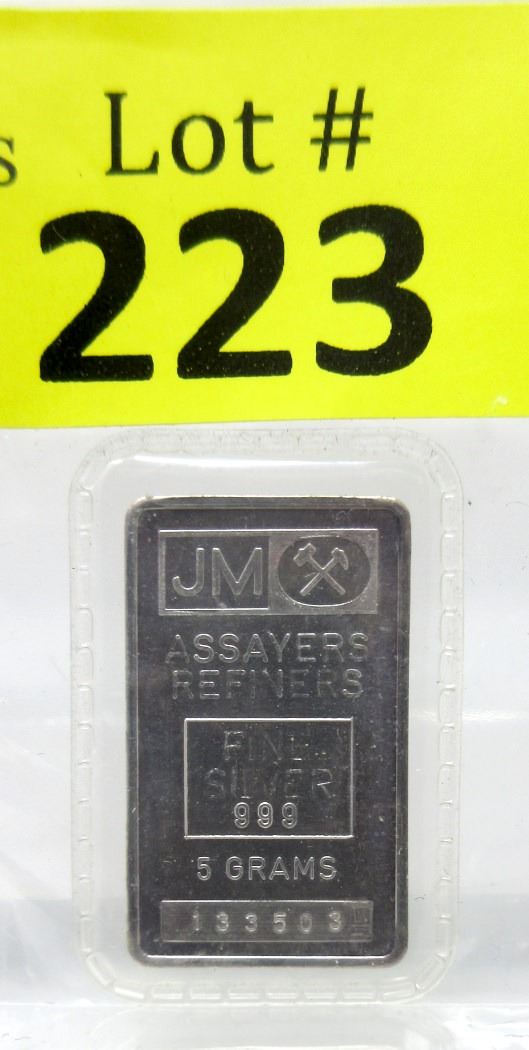 s Lot #
223
JM
ASSAYERS
REFINERS
FINE
SILVER
999
5 GRAMS
133503